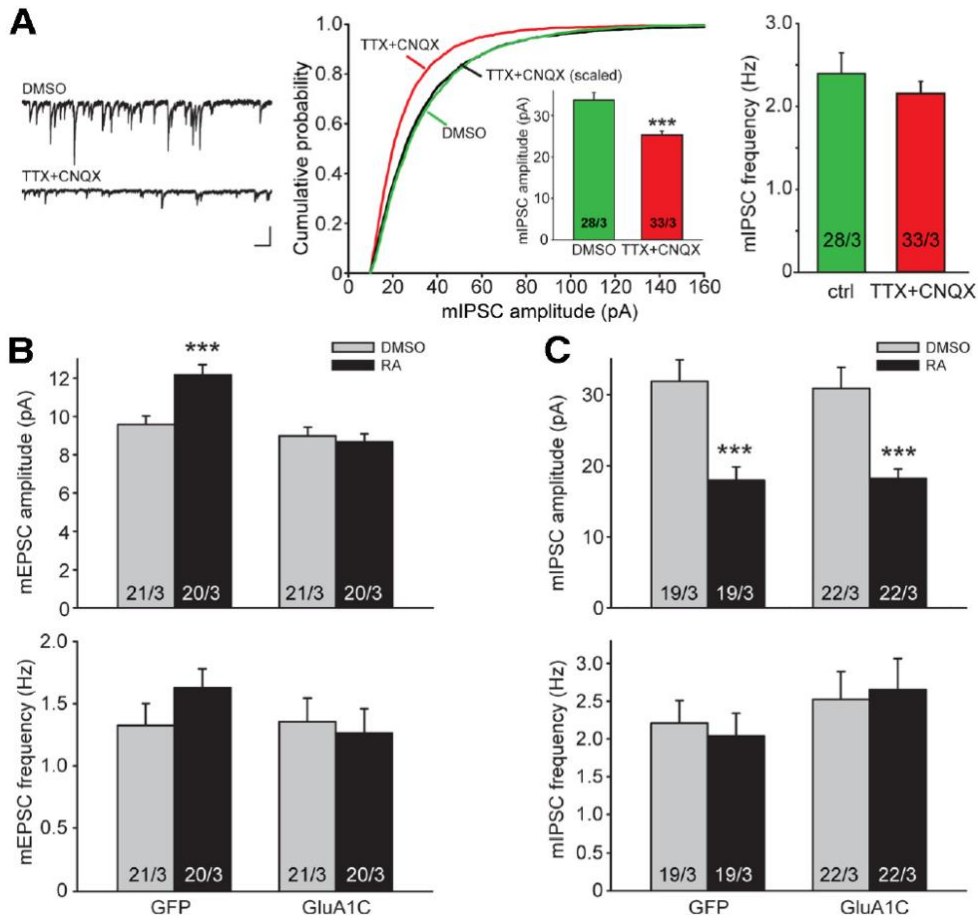 A
DMSO
TTX+CNQX
Cumulative probability
1.0
0.8
0.6
0.4
0.2
0
0 20 40 60 80 100 120 140 160
mIPSC amplitude (pA)
TTX+CNQX
TTX+CNQX (scaled)
DMSO
mIPSC amplitude (pA)
30
20
10
0
***
28/3 33/3
DMSO TTX+CNQX
mIPSC frequency (Hz)
3.0
2.0
1.0
0
28/3 33/3
ctrl TTX+CNQX
B
DMSO
RA
mEPSC amplitude (pA)
12
10
8
6
4
2
0
***
21/3 20/3 21/3 20/3
mEPSC frequency (Hz)
2.0
1.5
1.0
0.5
0
21/3 20/3 21/3 20/3
GFP GluA1C
C
DMSO
RA
mIPSC amplitude (pA)
30
20
10
0
*** ***
19/3 19/3 22/3 22/3
mIPSC frequency (Hz)
3.0
2.5
2.0
1.5
1.0
0.5
0
19/3 19/3 22/3 22/3
GFP GluA1C